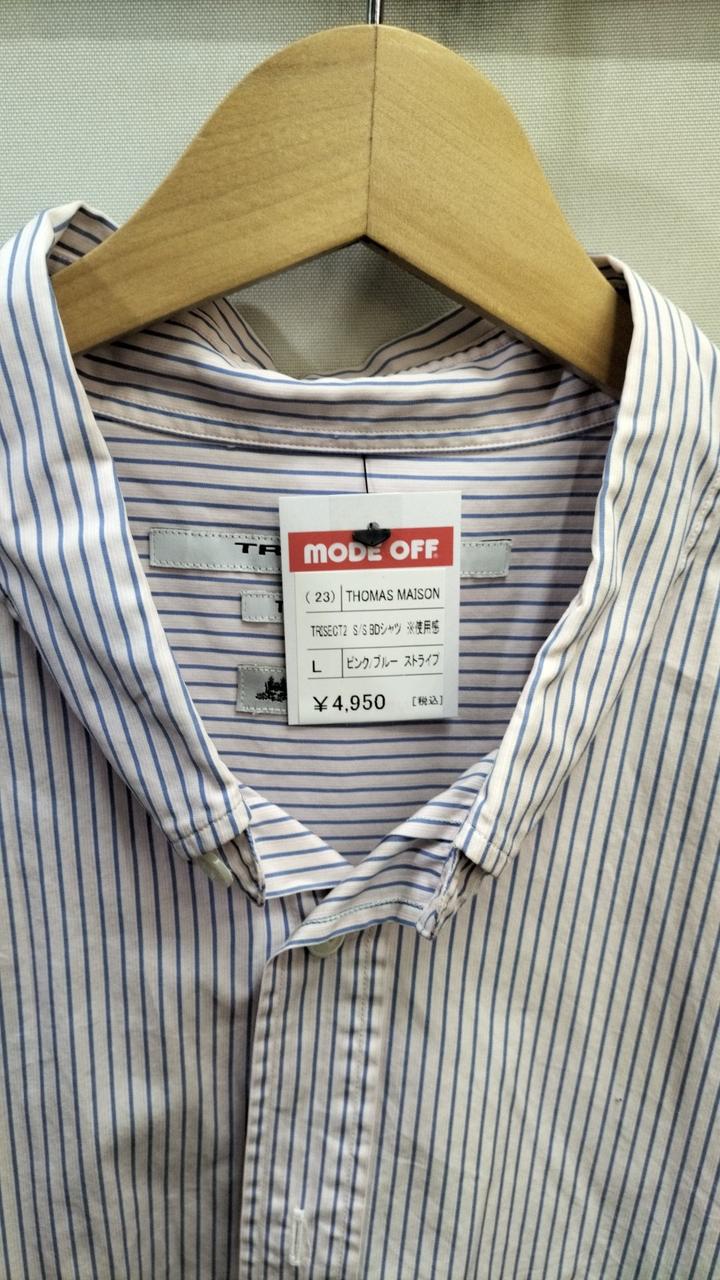 TR
MODE OFF
(23) THOMAS MAISON
TRISECT2 S/S BDシャツ ※使用感
L ピンク/ブルー ストライプ
¥4,950 [税込]